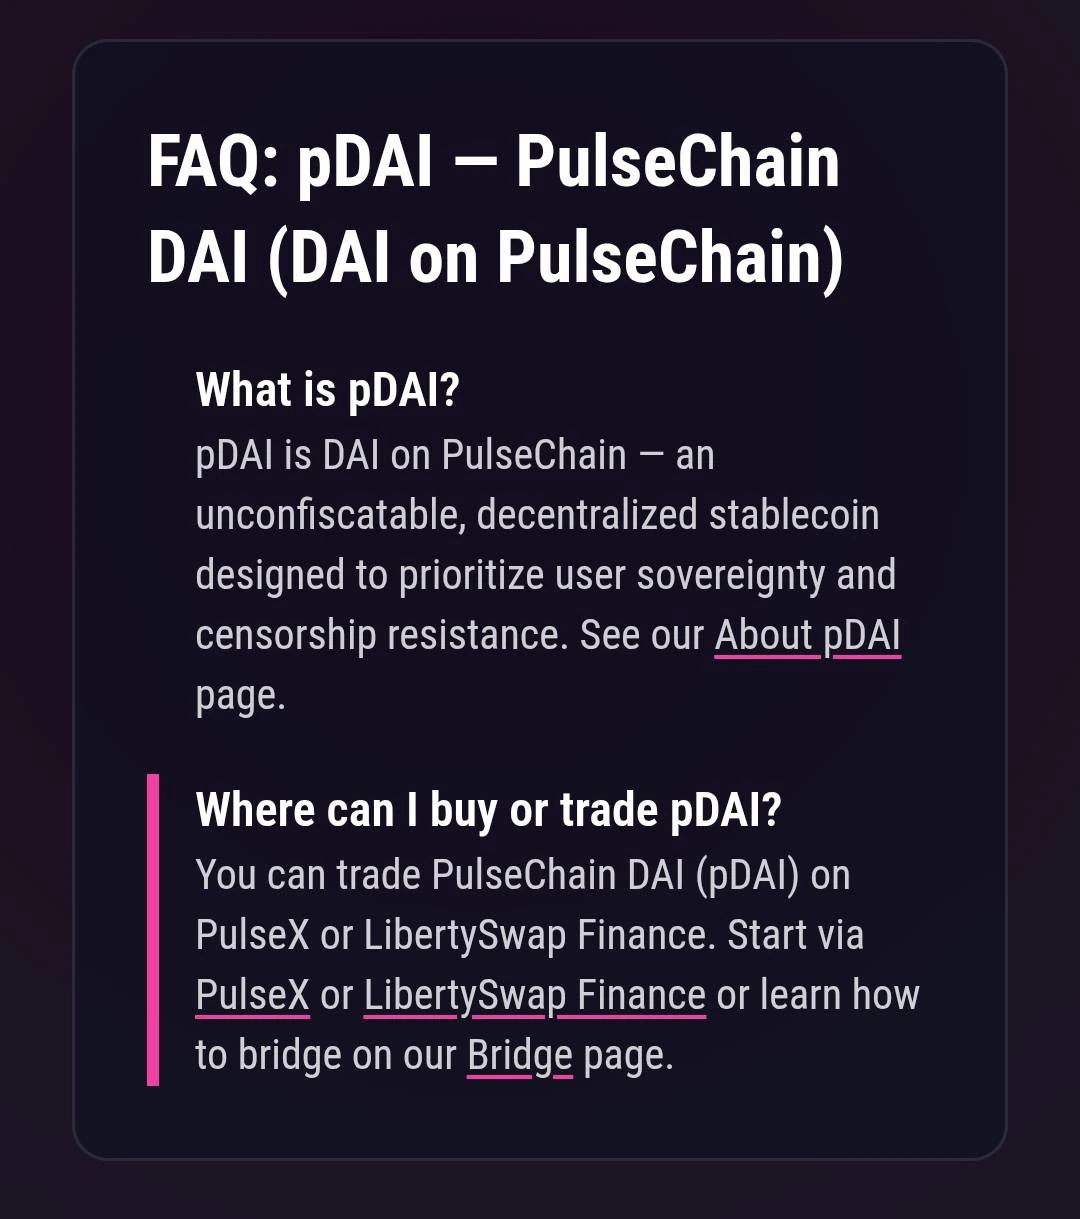 FAQ: pDAI — PulseChain
DAI (DAI on PulseChain)
What is pDAI?
pDAI is DAI on PulseChain — an
unconfiscatable, decentralized stablecoin
designed to prioritize user sovereignty and
censorship resistance. See our About pDAI
page.
Where can I buy or trade pDAI?
You can trade PulseChain DAI (pDAI) on
PulseX or LibertySwap Finance. Start via
PulseX or LibertySwap Finance or learn how
to bridge on our Bridge page.